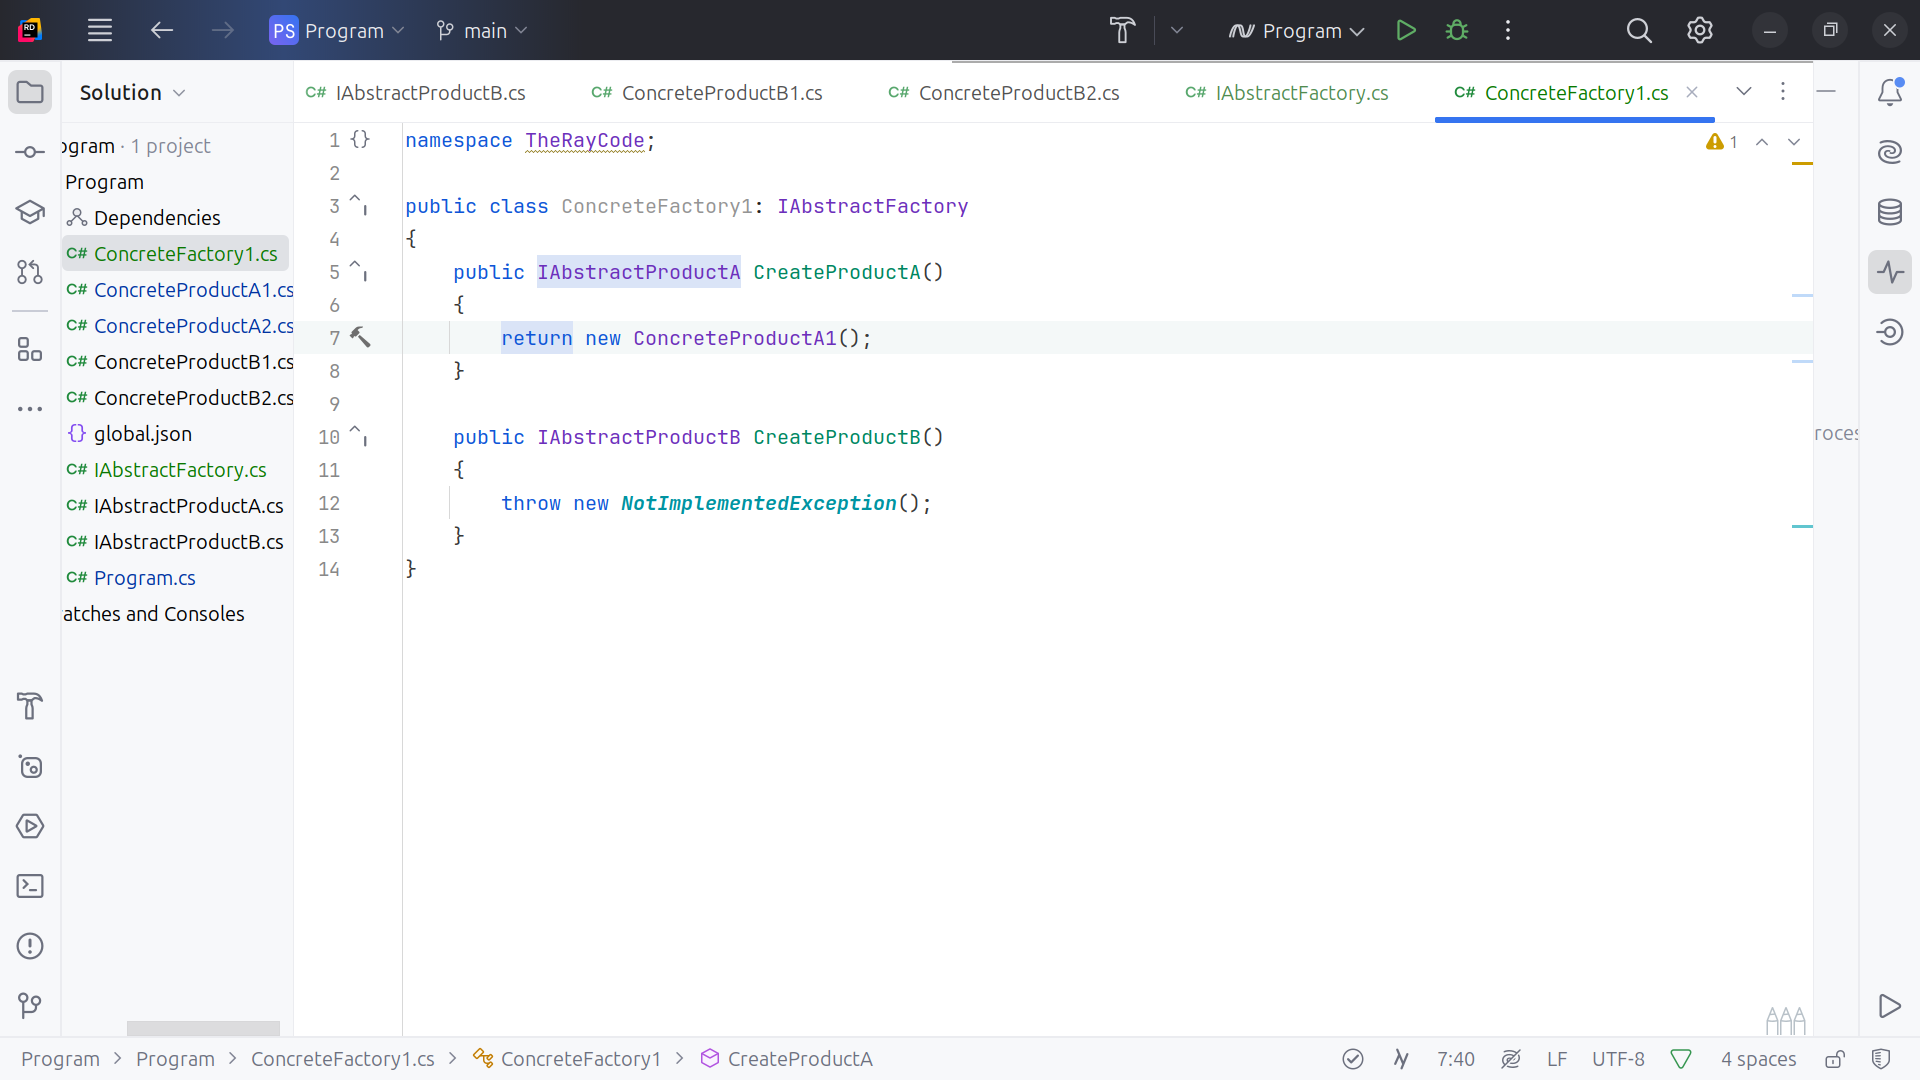 RD
PS Program
main
Program
Solution
C# IAbstractProductB.cs
C# ConcreteProductB1.cs
C# ConcreteProductB2.cs
C# IAbstractFactory.cs
C# ConcreteFactory1.cs
ogram · 1 project
Program
Dependencies
C# ConcreteFactory1.cs
C# ConcreteProductA1.cs
C# ConcreteProductA2.cs
C# ConcreteProductB1.cs
C# ConcreteProductB2.cs
{} global.json
C# IAbstractFactory.cs
C# IAbstractProductA.cs
C# IAbstractProductB.cs
C# Program.cs
atches and Consoles
1 {} namespace TheRayCode;
1
2
3 public class ConcreteFactory1: IAbstractFactory
4 {
5 public IAbstractProductA CreateProductA()
6 {
7 return new ConcreteProductA1();
8 }
9
10 public IAbstractProductB CreateProductB()
11 {
12 throw new NotImplementedException();
13 }
14 }
roces
Program > Program > ConcreteFactory1.cs > ConcreteFactory1 > CreateProductA
7:40 LF UTF-8 4 spaces